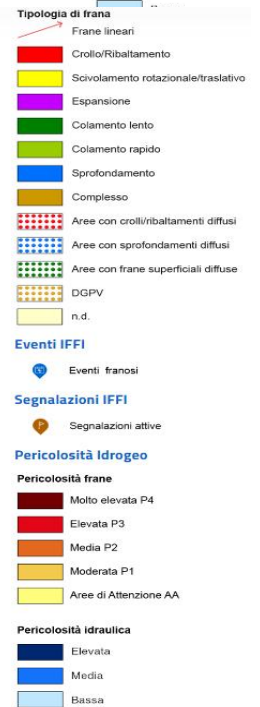 Tipologia di frana
Frane lineari
Crollo/Ribaltamento
Scivolamento rotazionale/traslativo
Espansione
Colamento lento
Colamento rapido
Sprofondamento
Complesso
Aree con crolli/ribaltamenti diffusi
Aree con sprofondamenti diffusi
Aree con frane superficiali diffuse
DGPV
n.d.
Eventi IFFI
Eventi franosi
Segnalazioni IFFI
Segnalazioni attive
Pericolosità Idrogeo
Pericolosità frane
Molto elevata P4
Elevata P3
Media P2
Moderata P1
Aree di Attenzione AA
Pericolosità idraulica
Elevata
Media
Bassa